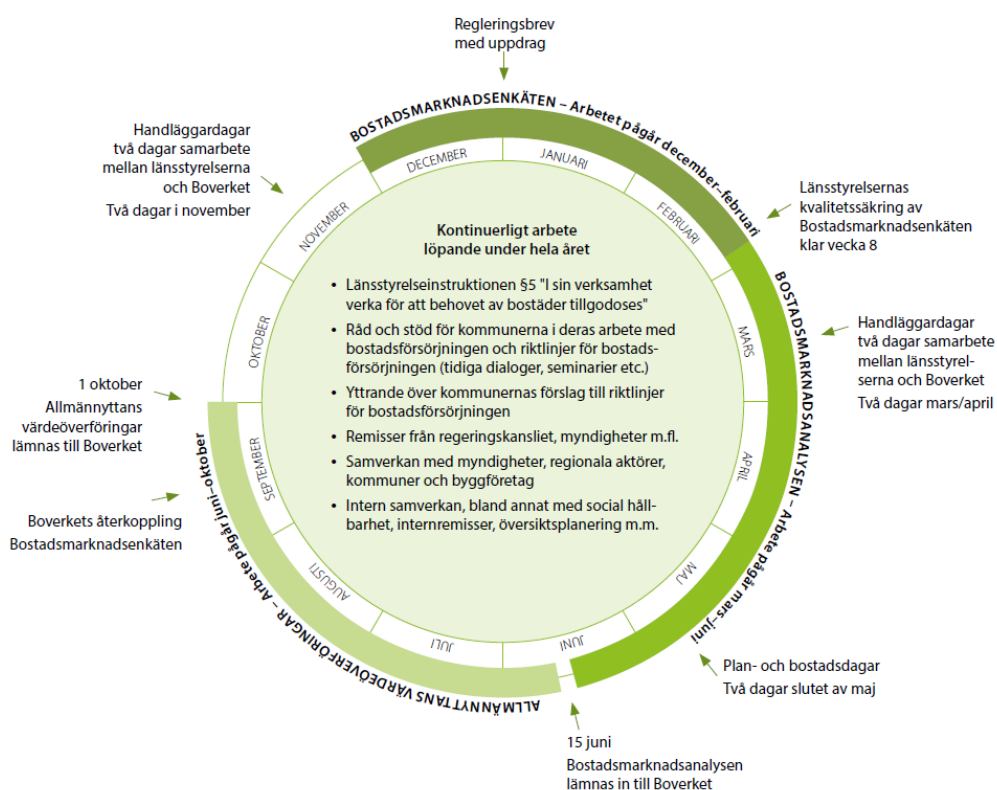 Regleringsbrev
med uppdrag
BOSTADSMARKNADSENKÄTEN – Arbetet pågår december–februari
Handläggardagar
två dagar samarbete
mellan länsstyrelserna
och Boverket
Två dagar i november
Länsstyrelsernas
kvalitetssäkring av
Bostadsmarknadsenkäten
klar vecka 8
BOSTADSMARKNADSANALYSEN – Arbete pågår mars–juni
Handläggardagar
två dagar samarbete
mellan länsstyrel-
serna och Boverket
Två dagar mars/april
Plan- och bostadsdagar
Två dagar slutet av maj
15 juni
Bostadsmarknadsanalysen
lämnas in till Boverket
ALLMÄNNYTTANS VÄRDEÖVERFÖRINGAR – Arbete pågår juni–oktober
Boverkets återkoppling
Bostadsmarknadsenkäten
1 oktober
Allmännyttans
värdeöverföringar
lämnas till Boverket
JANUARI
FEBRUARI
MARS
APRIL
MAJ
JUNI
JULI
AUGUSTI
SEPTEMBER
OKTOBER
NOVEMBER
DECEMBER
Kontinuerligt arbete
löpande under hela året
• Länsstyrelseinstruktionen §5 "I sin verksamhet
verka för att behovet av bostäder tillgodoses"
• Råd och stöd för kommunerna i deras arbete med
bostadsförsörjningen och riktlinjer för bostads-
försörjningen (tidiga dialoger, seminarier etc.)
• Yttrande över kommunernas förslag till riktlinjer
för bostadsförsörjningen
• Remisser från regeringskansliet, myndigheter m.fl.
• Samverkan med myndigheter, regionala aktörer,
kommuner och byggföretag
• Intern samverkan, bland annat med social håll-
barhet, internremisser, översiktsplanering m.m.